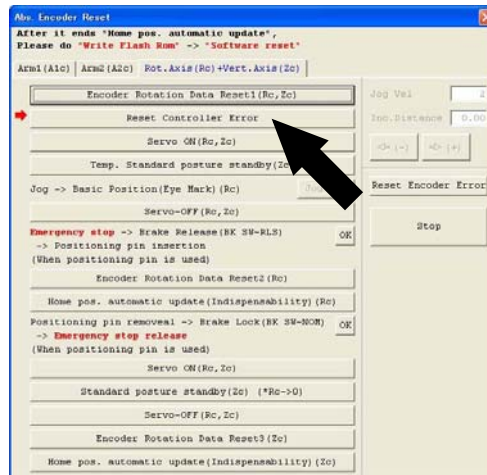 Abs. Encoder Reset
After it ends "Home pos. automatic update",
Please do "Write Flash Rom" -> "Software reset"
Arm1(A1c) Arm2(A2c) Rot.Axis(Rc)+Vert.Axis(Zc)
Encoder Rotation Data Reset1(Rc,Zc)
Reset Controller Error
Servo ON(Rc,Zc)
Temp. Standard posture standby(Zc
Jog -> Basic Position(Eye Mark)(Rc) Jog
Servo-OFF(Rc,Zc)
Emergency stop -> Brake Release(BK SW-RLS) OK
-> Positioning pin insertion
(When positioning pin is used)
Encoder Rotation Data Reset2(Rc)
Home pos. automatic update(Indispensability)(Rc)
Positioning pin removeal -> Brake Lock(BK SW-NOM) OK
-> Emergency stop release
(When positioning pin is used)
Servo ON(Rc,Zc)
Standard posture standby(Zc) (*Rc->0)
Servo-OFF(Rc,Zc)
Encoder Rotation Data Reset3(Zc)
Home pos. automatic update(Indispensability)(Zc)
Jog Vel 2
Inc.Distance 0.00
<= (-) => (+)
Reset Encoder Error
Stop